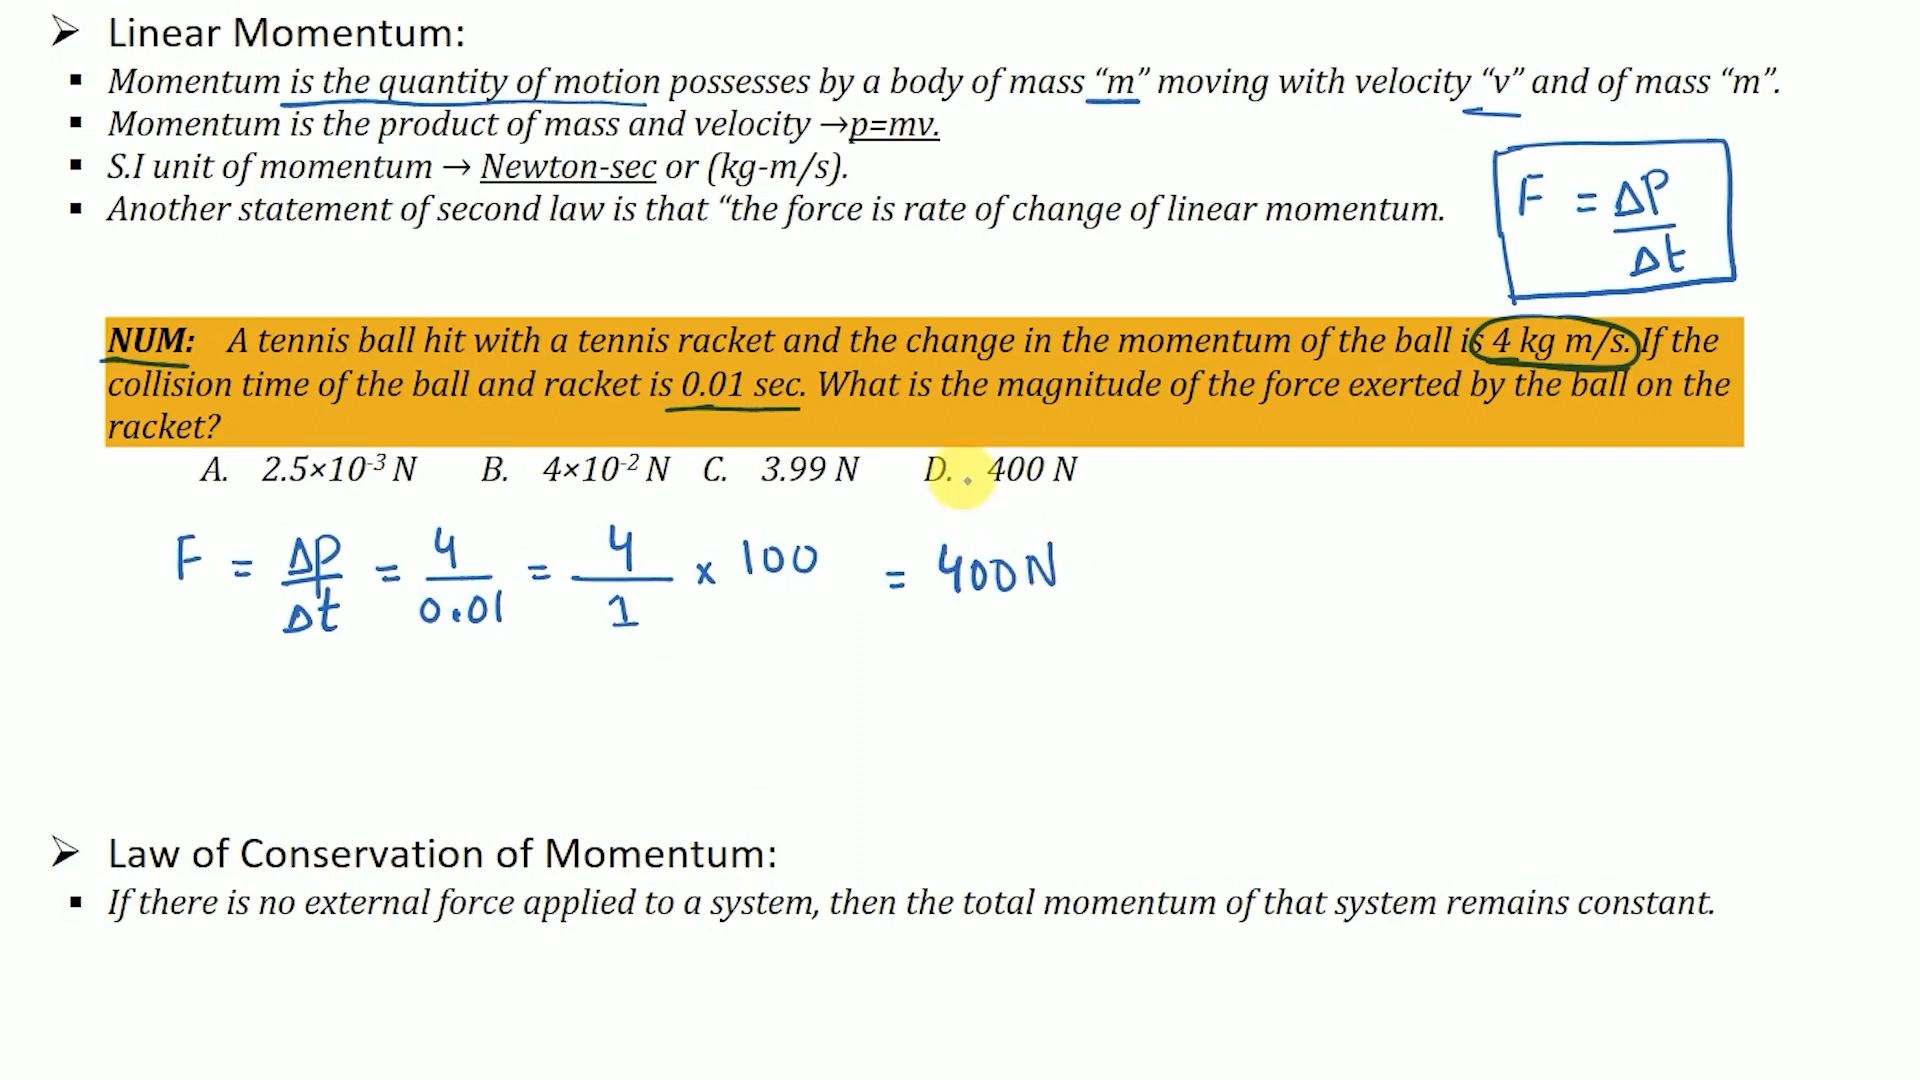 Linear Momentum:
Momentum is the quantity of motion possesses by a body of mass “m” moving with velocity “v” and of mass “m”.
Momentum is the product of mass and velocity →p=mv.
S.I unit of momentum → Newton-sec or (kg-m/s).
Another statement of second law is that “the force is rate of change of linear momentum.
F = ΔP
Δt
NUM: A tennis ball hit with a tennis racket and the change in the momentum of the ball is 4 kg m/s. If the
collision time of the ball and racket is 0.01 sec. What is the magnitude of the force exerted by the ball on the
racket?
A. 2.5×10⁻³ N B. 4×10⁻² N C. 3.99 N D. 400 N
F = ΔP/Δt = 4/0.01 = 4/1 × 100 = 400N
Law of Conservation of Momentum:
If there is no external force applied to a system, then the total momentum of that system remains constant.